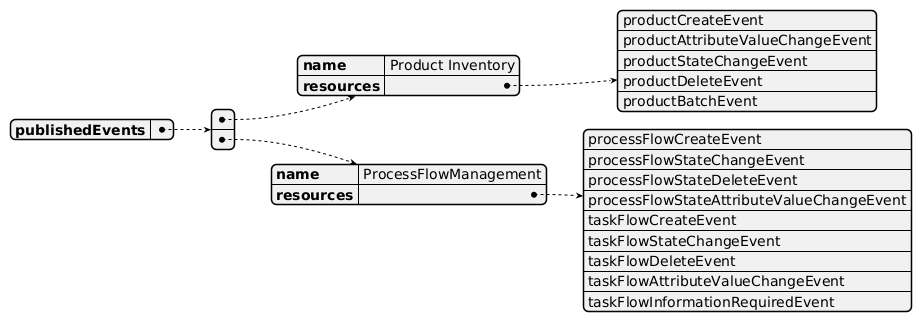 publishedEvents
name Product Inventory
resources
productCreateEvent
productAttributeValueChangeEvent
productStateChangeEvent
productDeleteEvent
productBatchEvent
name ProcessFlowManagement
resources
processFlowCreateEvent
processFlowStateChangeEvent
processFlowStateDeleteEvent
processFlowStateAttributeValueChangeEvent
taskFlowCreateEvent
taskFlowStateChangeEvent
taskFlowDeleteEvent
taskFlowAttributeValueChangeEvent
taskFlowInformationRequiredEvent